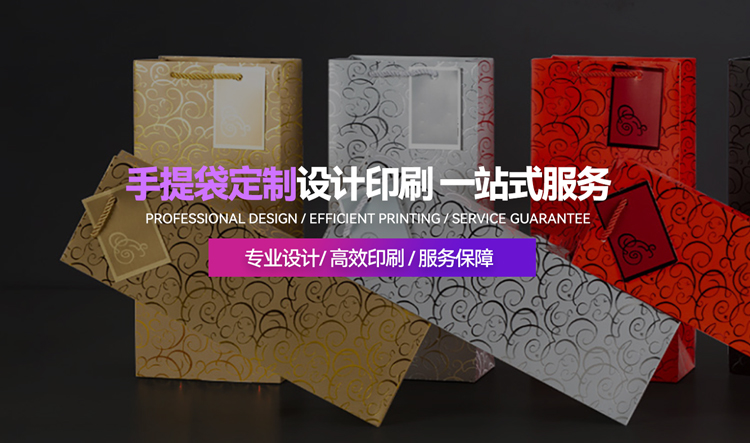 手提袋定制设计印刷 一站式服务
PROFESSIONAL DESIGN / EFFICIENT PRINTING / SERVICE GUARANTEE
专业设计/ 高效印刷 /服务保障